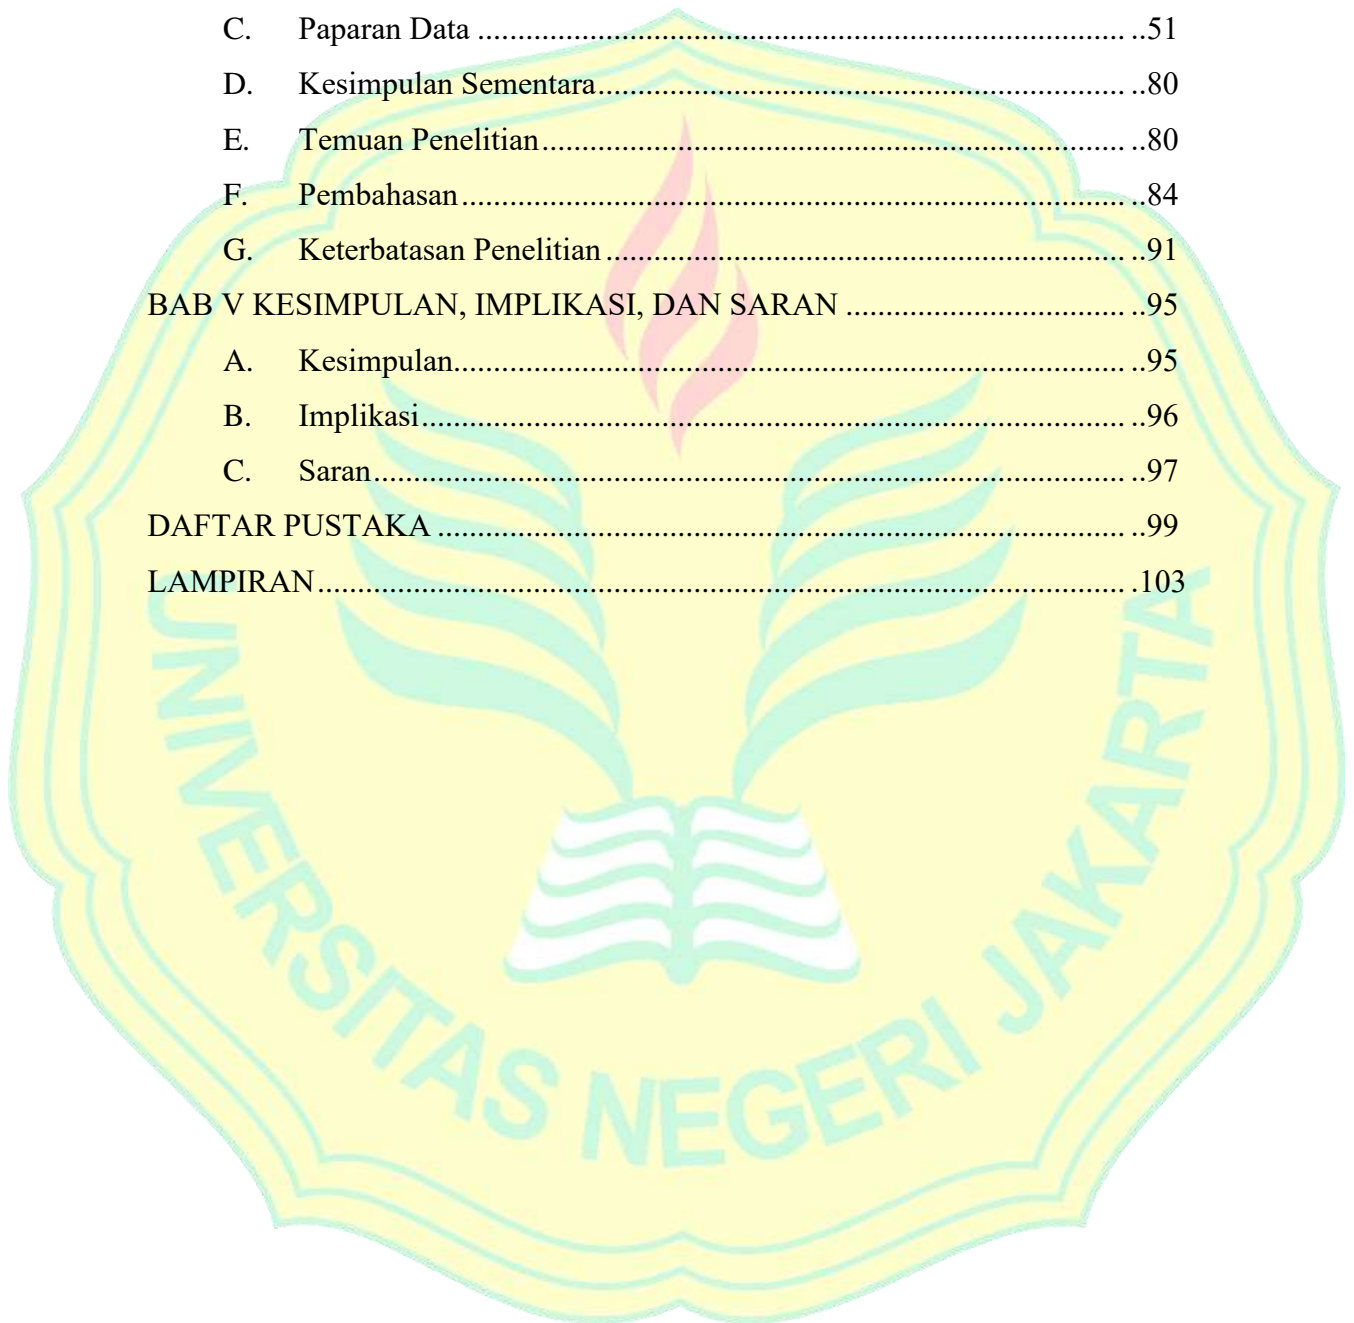 C. Paparan Data ..................................................................................... ..51
D. Kesimpulan Sementara..................................................................... ..80
E. Temuan Penelitian............................................................................ ..80
F. Pembahasan...................................................................................... ..84
G. Keterbatasan Penelitian .................................................................... ..91
BAB V KESIMPULAN, IMPLIKASI, DAN SARAN .................................... ..95
A. Kesimpulan....................................................................................... ..95
B. Implikasi........................................................................................... ..96
C. Saran................................................................................................. ..97
DAFTAR PUSTAKA .......................................................................................... ..99
LAMPIRAN.......................................................................................................... .103
UNIVERSITAS NEGERI JAKARTA